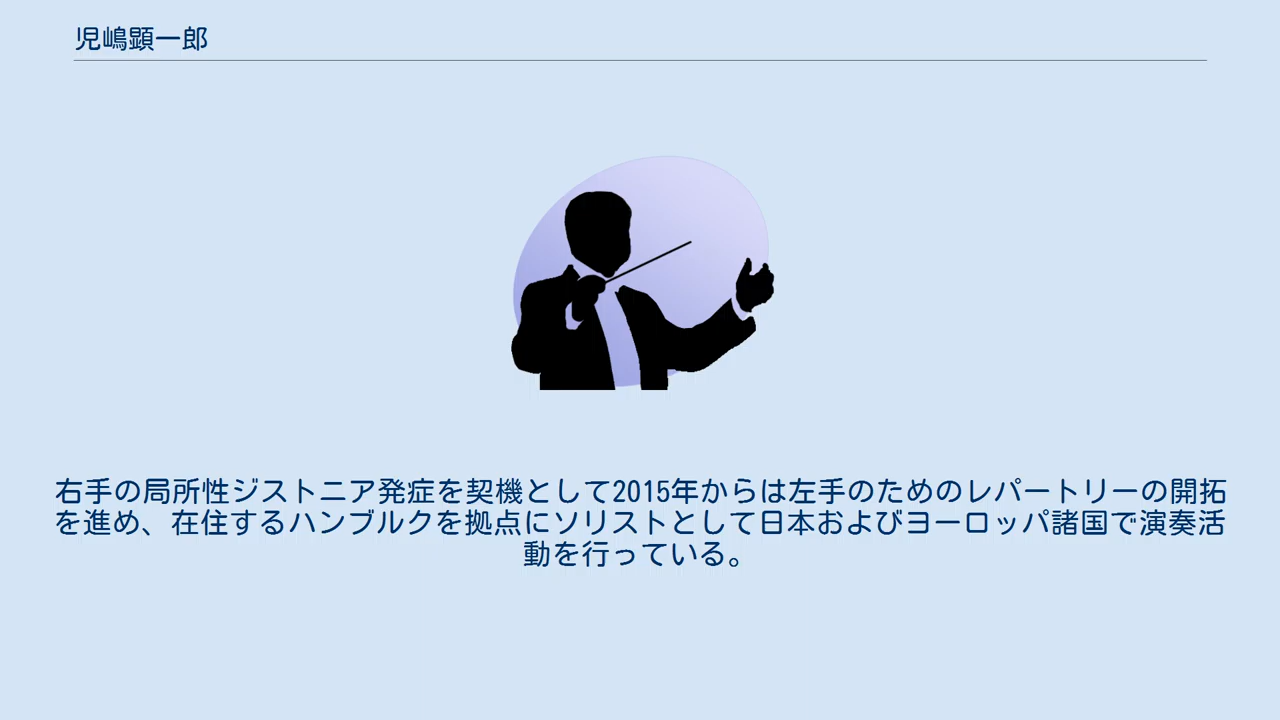 児嶋顕一郎
右手の局所性ジストニア発症を契機として2015年からは左手のためのレパートリーの開拓
を進め、在住するハンブルクを拠点にソリストとして日本およびヨーロッパ諸国で演奏活
動を行っている。